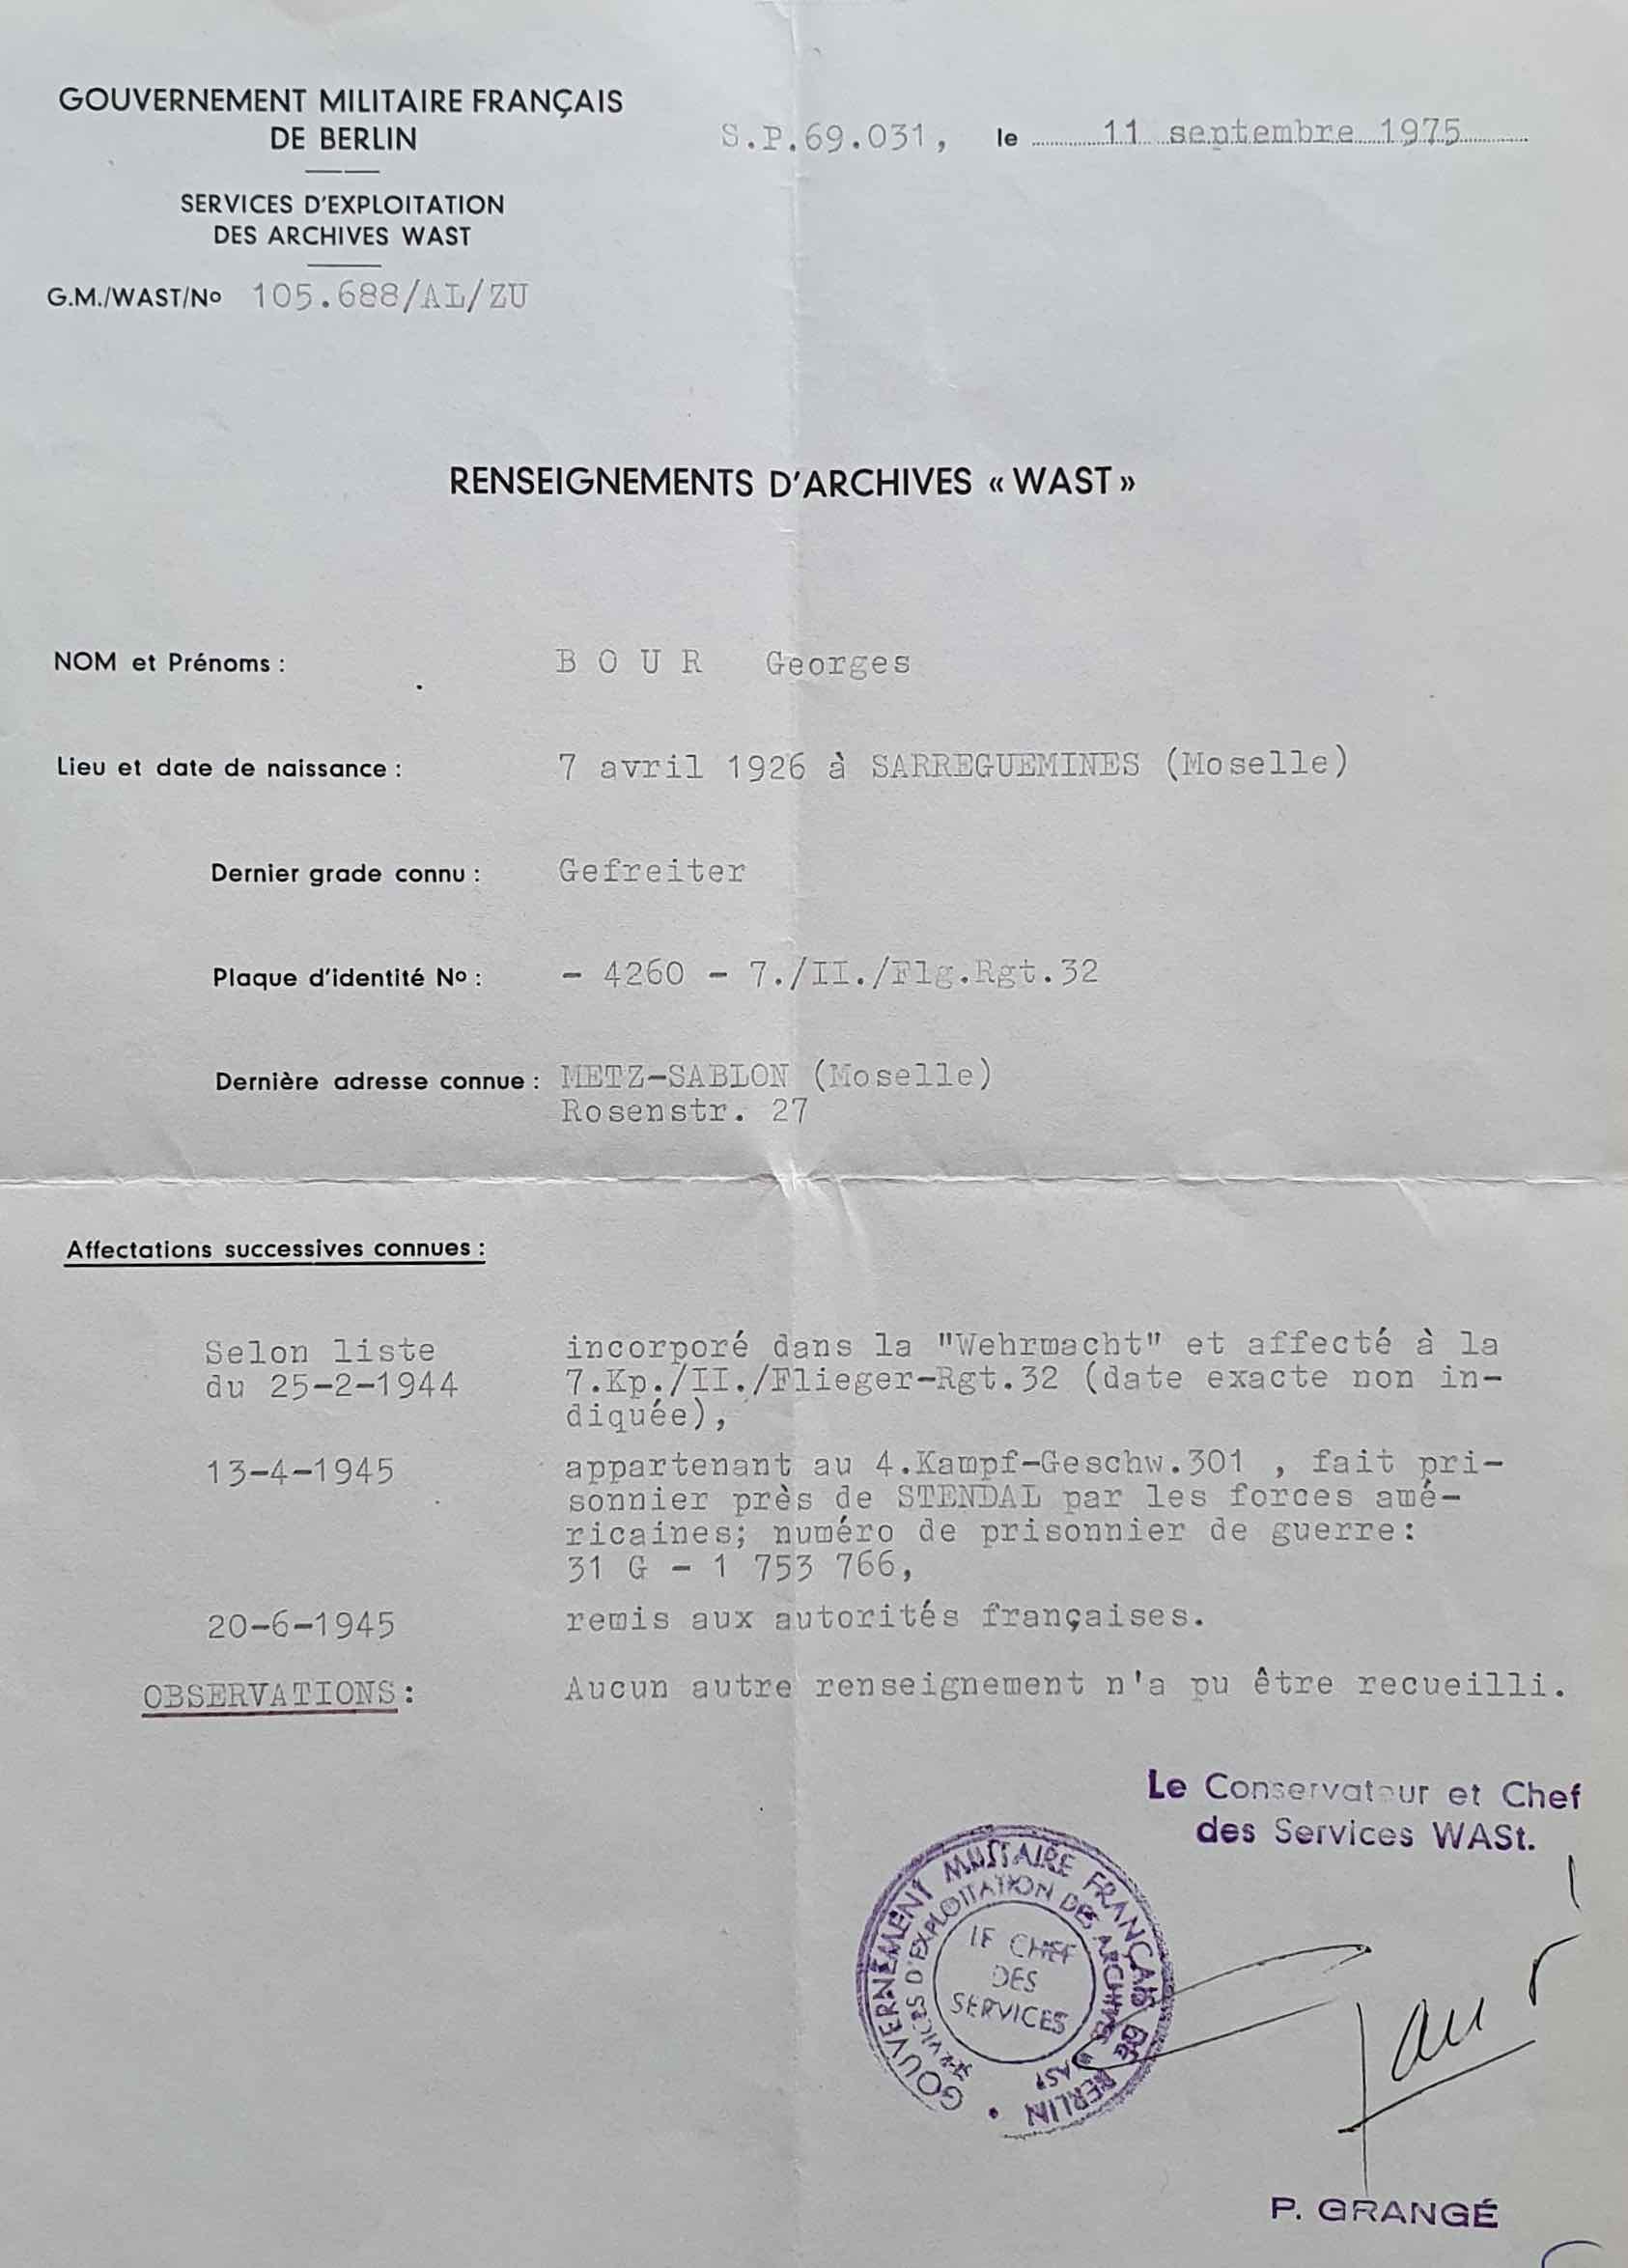 GOUVERNEMENT MILITAIRE FRANÇAIS
DE BERLIN
S.P.69.031, le 11 septembre 1975
SERVICES D'EXPLOITATION
DES ARCHIVES WAST
G.M./WAST/No 105.688/AL/ZU
RENSEIGNEMENTS D'ARCHIVES « WAST »
NOM et Prénoms : B O U R Georges
Lieu et date de naissance : 7 avril 1926 à SARREGUEMINES (Moselle)
Dernier grade connu : Gefreiter
Plaque d'identité No : - 4260 - 7./II./Flg.Rgt.32
Dernière adresse connue : METZ-SABLON (Moselle)
Rosenstr. 27
Affectations successives connues :
Selon liste incorporé dans la "Wehrmacht" et affecté à la
du 25-2-1944 7.Kp./II./Flieger-Rgt.32 (date exacte non in-
diquée),
13-4-1945 appartenant au 4.Kampf-Geschw.301 , fait pri-
sonnier près de STENDAL par les forces amé-
ricaines; numéro de prisonnier de guerre:
31 G - 1 753 766,
20-6-1945 remis aux autorités françaises.
OBSERVATIONS: Aucun autre renseignement n'a pu être recueilli.
Le Conservateur et Chef
des Services WASt.
GOUVERNEMENT MILITAIRE FRANÇAIS DE BERLIN
SERVICES D'EXPLOITATION DES ARCHIVES WAST
LE CHEF
DES
SERVICES
P. GRANGÉ